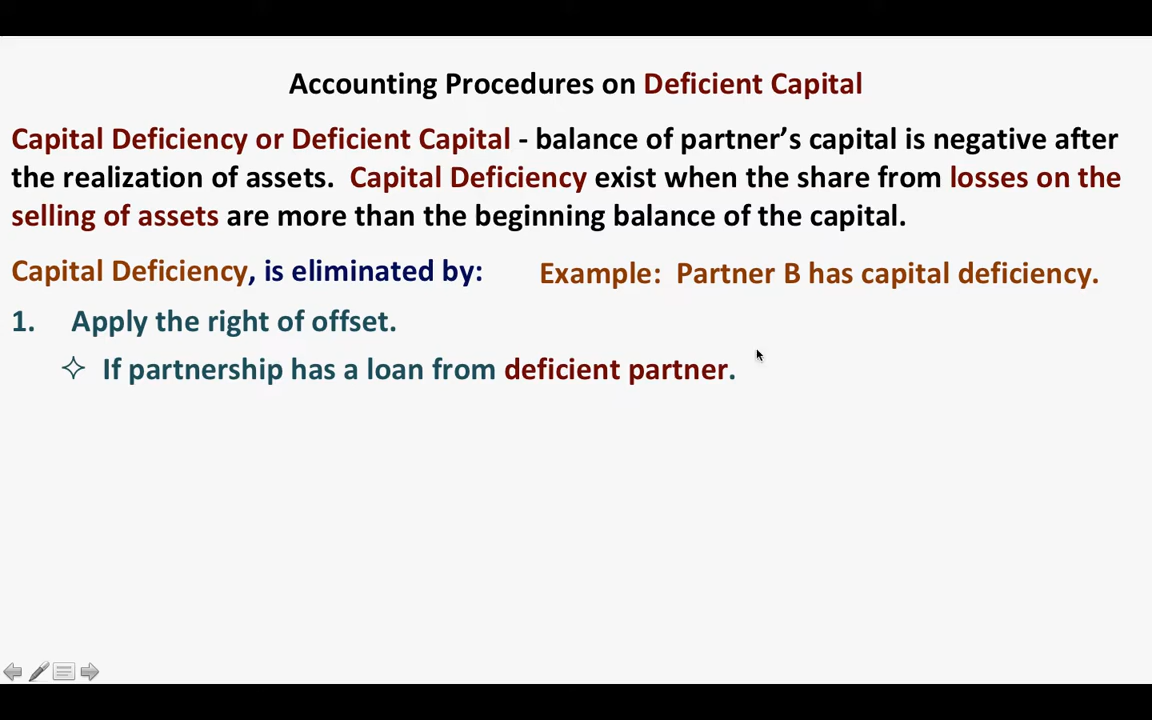 Accounting Procedures on Deficient Capital
Capital Deficiency or Deficient Capital - balance of partner's capital is negative after
the realization of assets. Capital Deficiency exist when the share from losses on the
selling of assets are more than the beginning balance of the capital.
Capital Deficiency, is eliminated by: Example: Partner B has capital deficiency.
1. Apply the right of offset.
✧ If partnership has a loan from deficient partner.